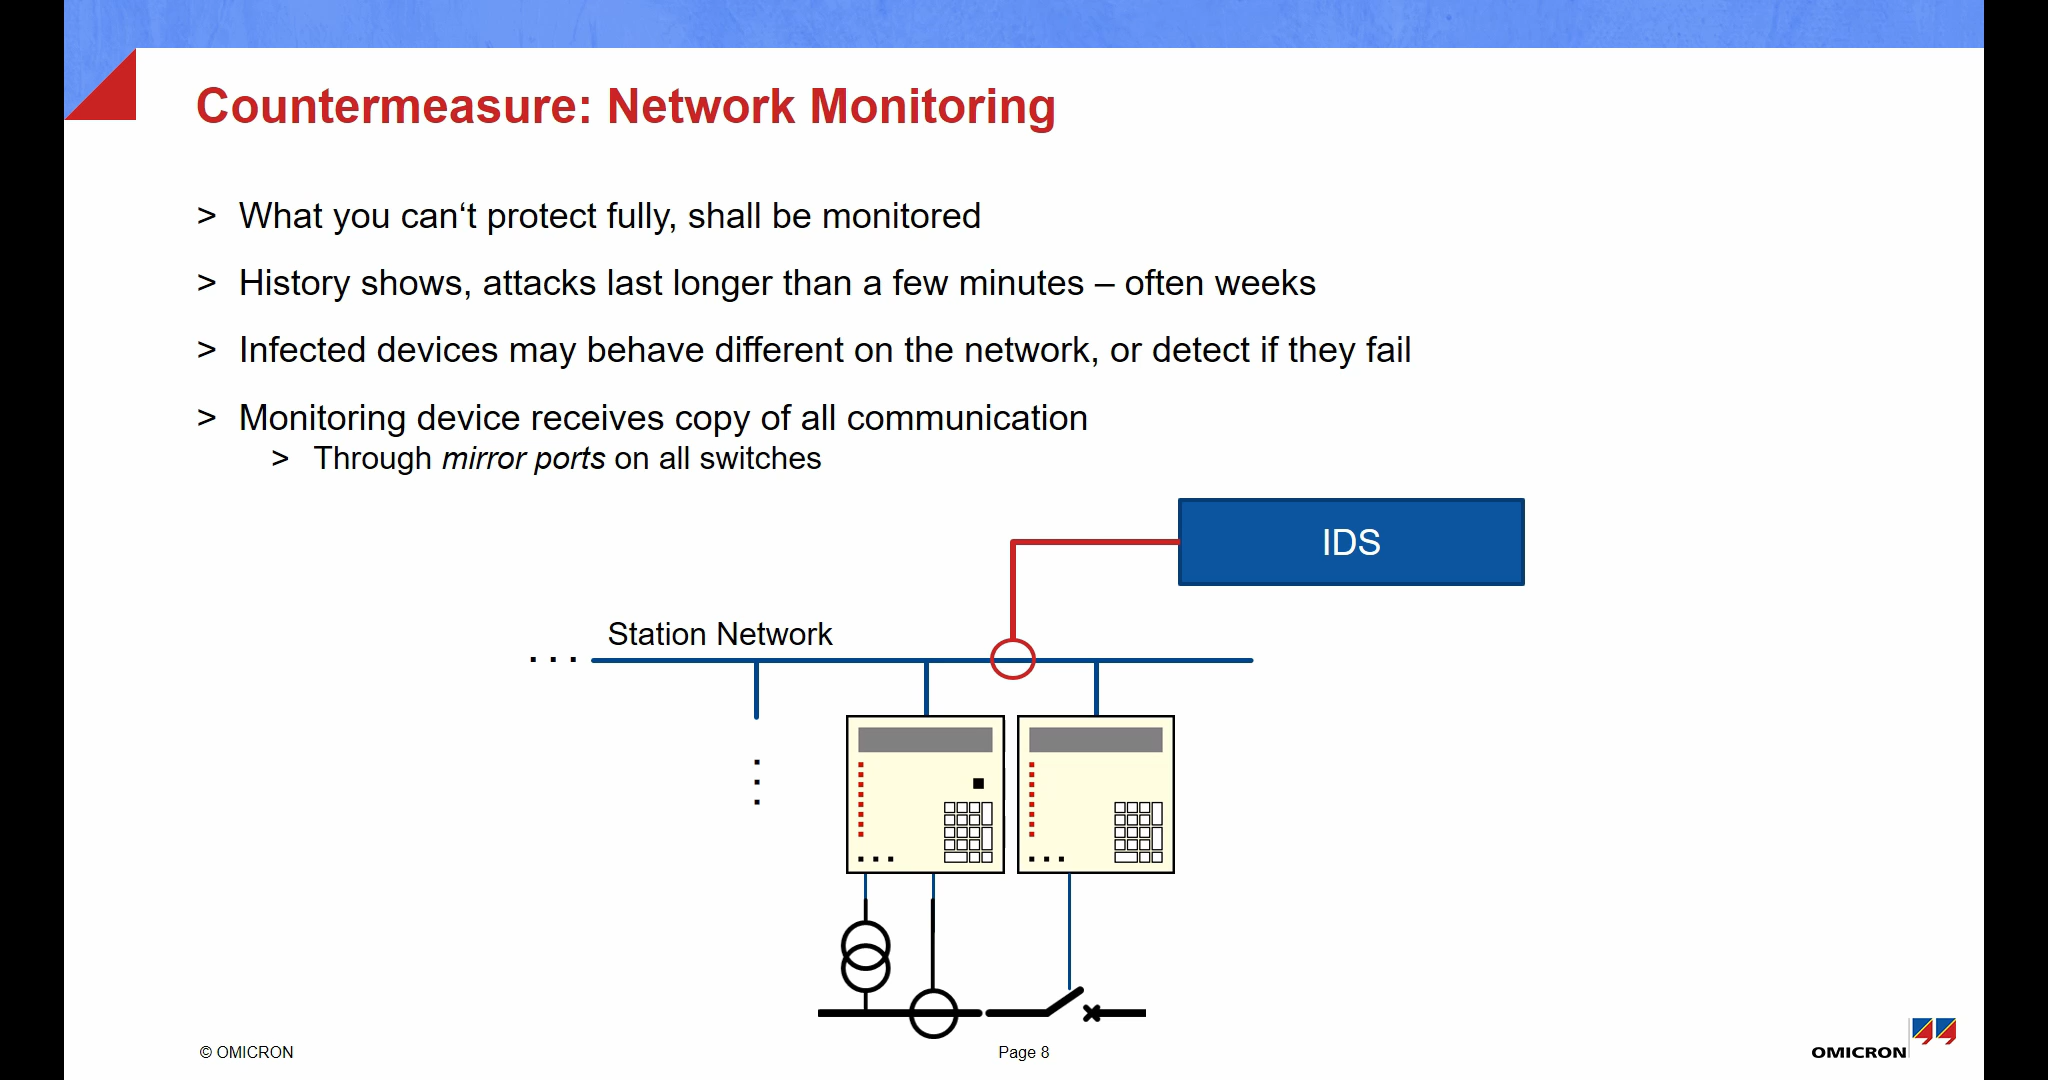 Countermeasure: Network Monitoring
> What you can‘t protect fully, shall be monitored
> History shows, attacks last longer than a few minutes – often weeks
> Infected devices may behave different on the network, or detect if they fail
> Monitoring device receives copy of all communication
> Through mirror ports on all switches
IDS
Station Network
© OMICRON
Page 8
OMICRON